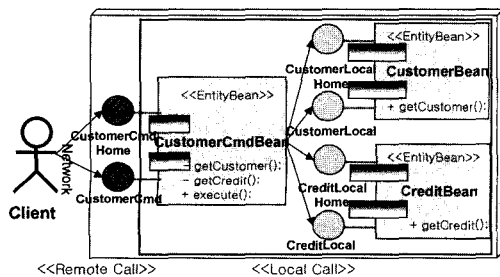 <<EntityBean>>
CustomerBean
+ getCustomer():
CustomerLocal
Home
CustomerLocal
<<EntityBean>>
CustomerCmdBean
- getCustomer():
- getCredit():
+ execute():
CustomerCmd
Home
CustomerCmd
Network
Client
<<EntityBean>>
CreditBean
+ getCredit():
CreditLocal
Home
CreditLocal
<<Remote Call>>
<<Local Call>>